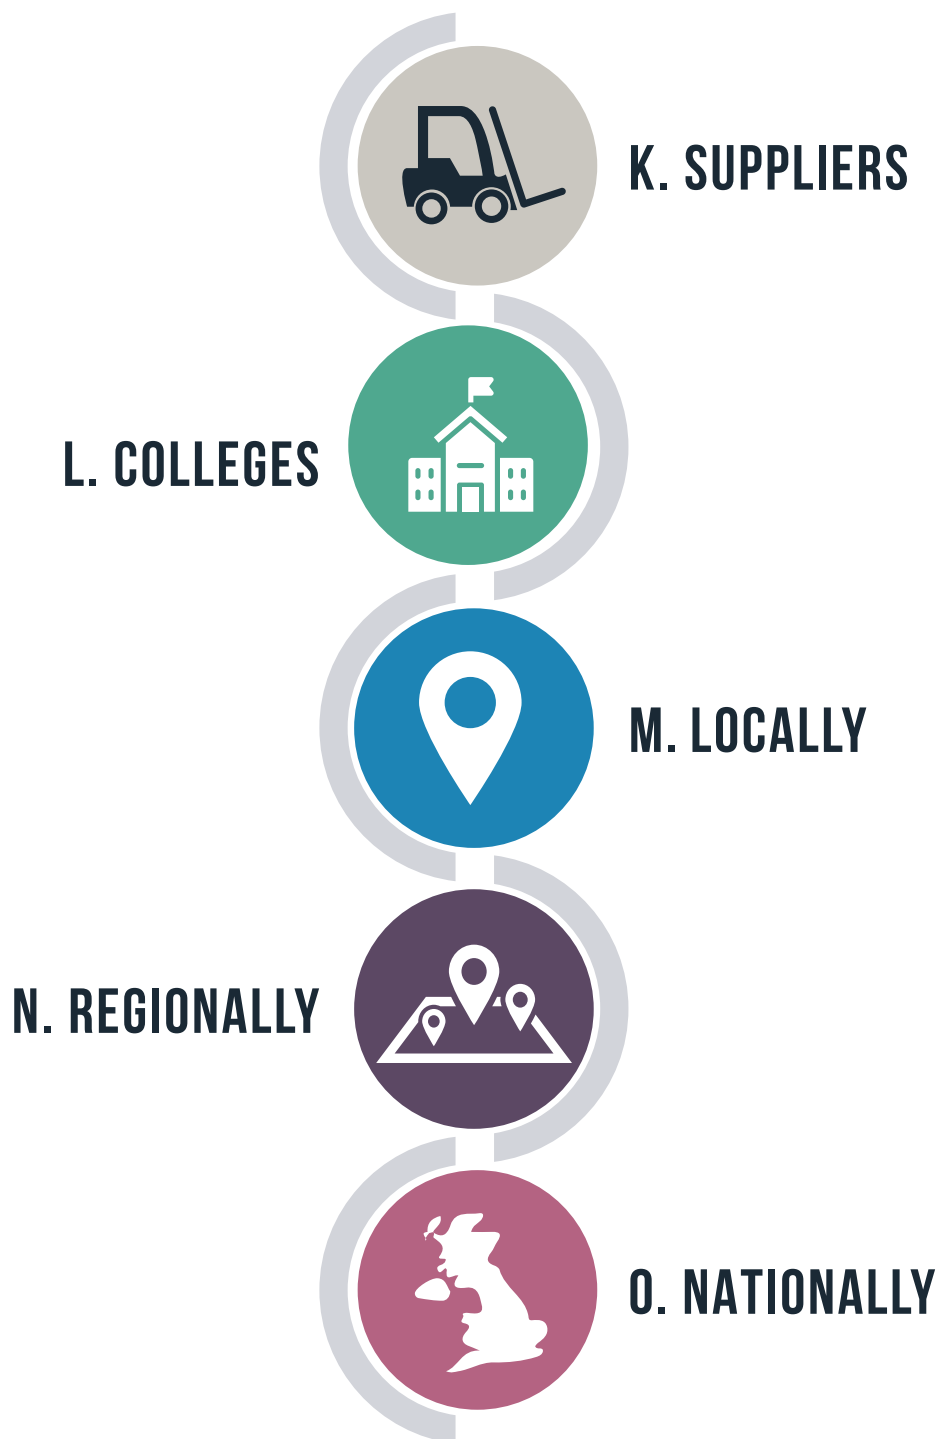 K. SUPPLIERS
L. COLLEGES
M. LOCALLY
N. REGIONALLY
O. NATIONALLY